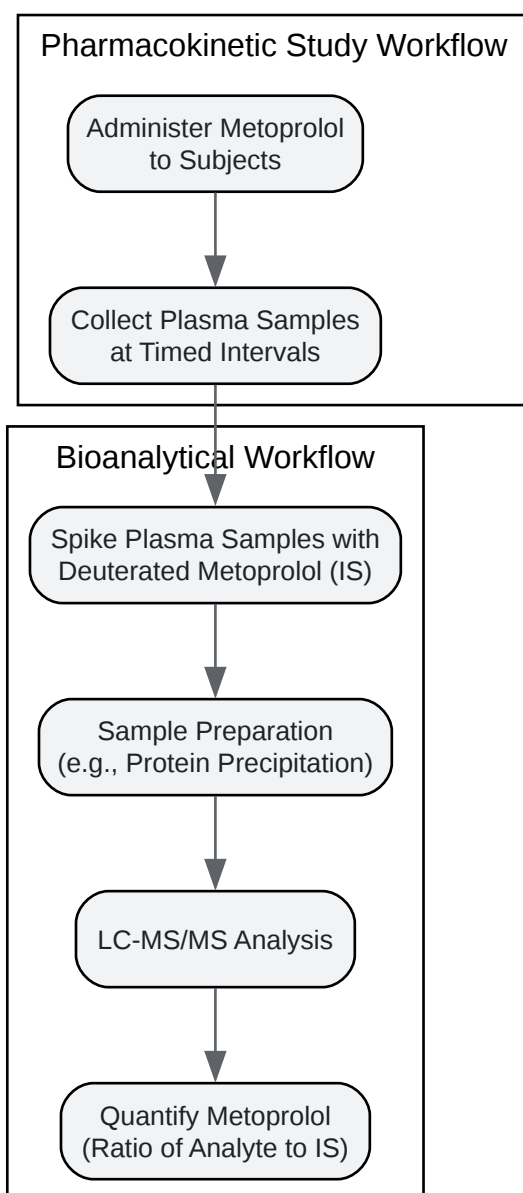 Pharmacokinetic Study Workflow
Administer Metoprolol
to Subjects
Collect Plasma Samples
at Timed Intervals
Bioanalytical Workflow
Spike Plasma Samples with
Deuterated Metoprolol (IS)
Sample Preparation
(e.g., Protein Precipitation)
LC-MS/MS Analysis
Quantify Metoprolol
(Ratio of Analyte to IS)